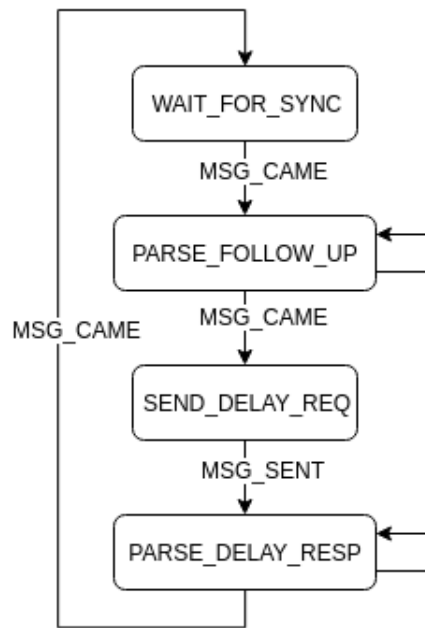 WAIT_FOR_SYNC
MSG_CAME
PARSE_FOLLOW_UP
MSG_CAME
MSG_CAME
SEND_DELAY_REQ
MSG_SENT
PARSE_DELAY_RESP